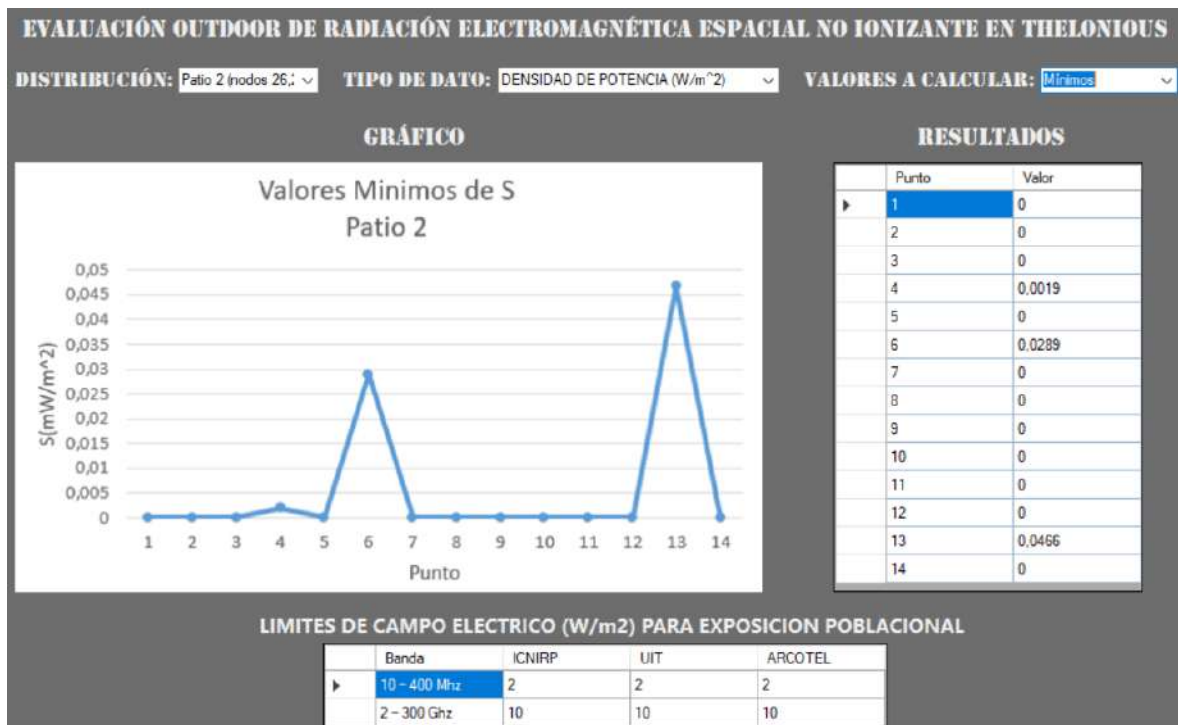 EVALUACIÓN OUTDOOR DE RADIACIÓN ELECTROMAGNÉTICA ESPACIAL NO IONIZANTE EN THELONIOUS
DISTRIBUCIÓN: Patio 2 (nodos 26,2 TIPO DE DATO: DENSIDAD DE POTENCIA (W/m^2) VALORES A CALCULAR: Mínimos
GRÁFICO
Valores Minimos de S
Patio 2
S(mW/m^2)
0,05
0,045
0,04
0,035
0,03
0,025
0,02
0,015
0,01
0,005
0
1 2 3 4 5 6 7 8 9 10 11 12 13 14
Punto
RESULTADOS
Punto Valor
1 0
2 0
3 0
4 0,0019
5 0
6 0,0289
7 0
8 0
9 0
10 0
11 0
12 0
13 0,0466
14 0
LIMITES DE CAMPO ELECTRICO (W/m2) PARA EXPOSICION POBLACIONAL
Banda ICNIRP UIT ARCOTEL
10 - 400 Mhz 2 2 2
2 - 300 Ghz 10 10 10